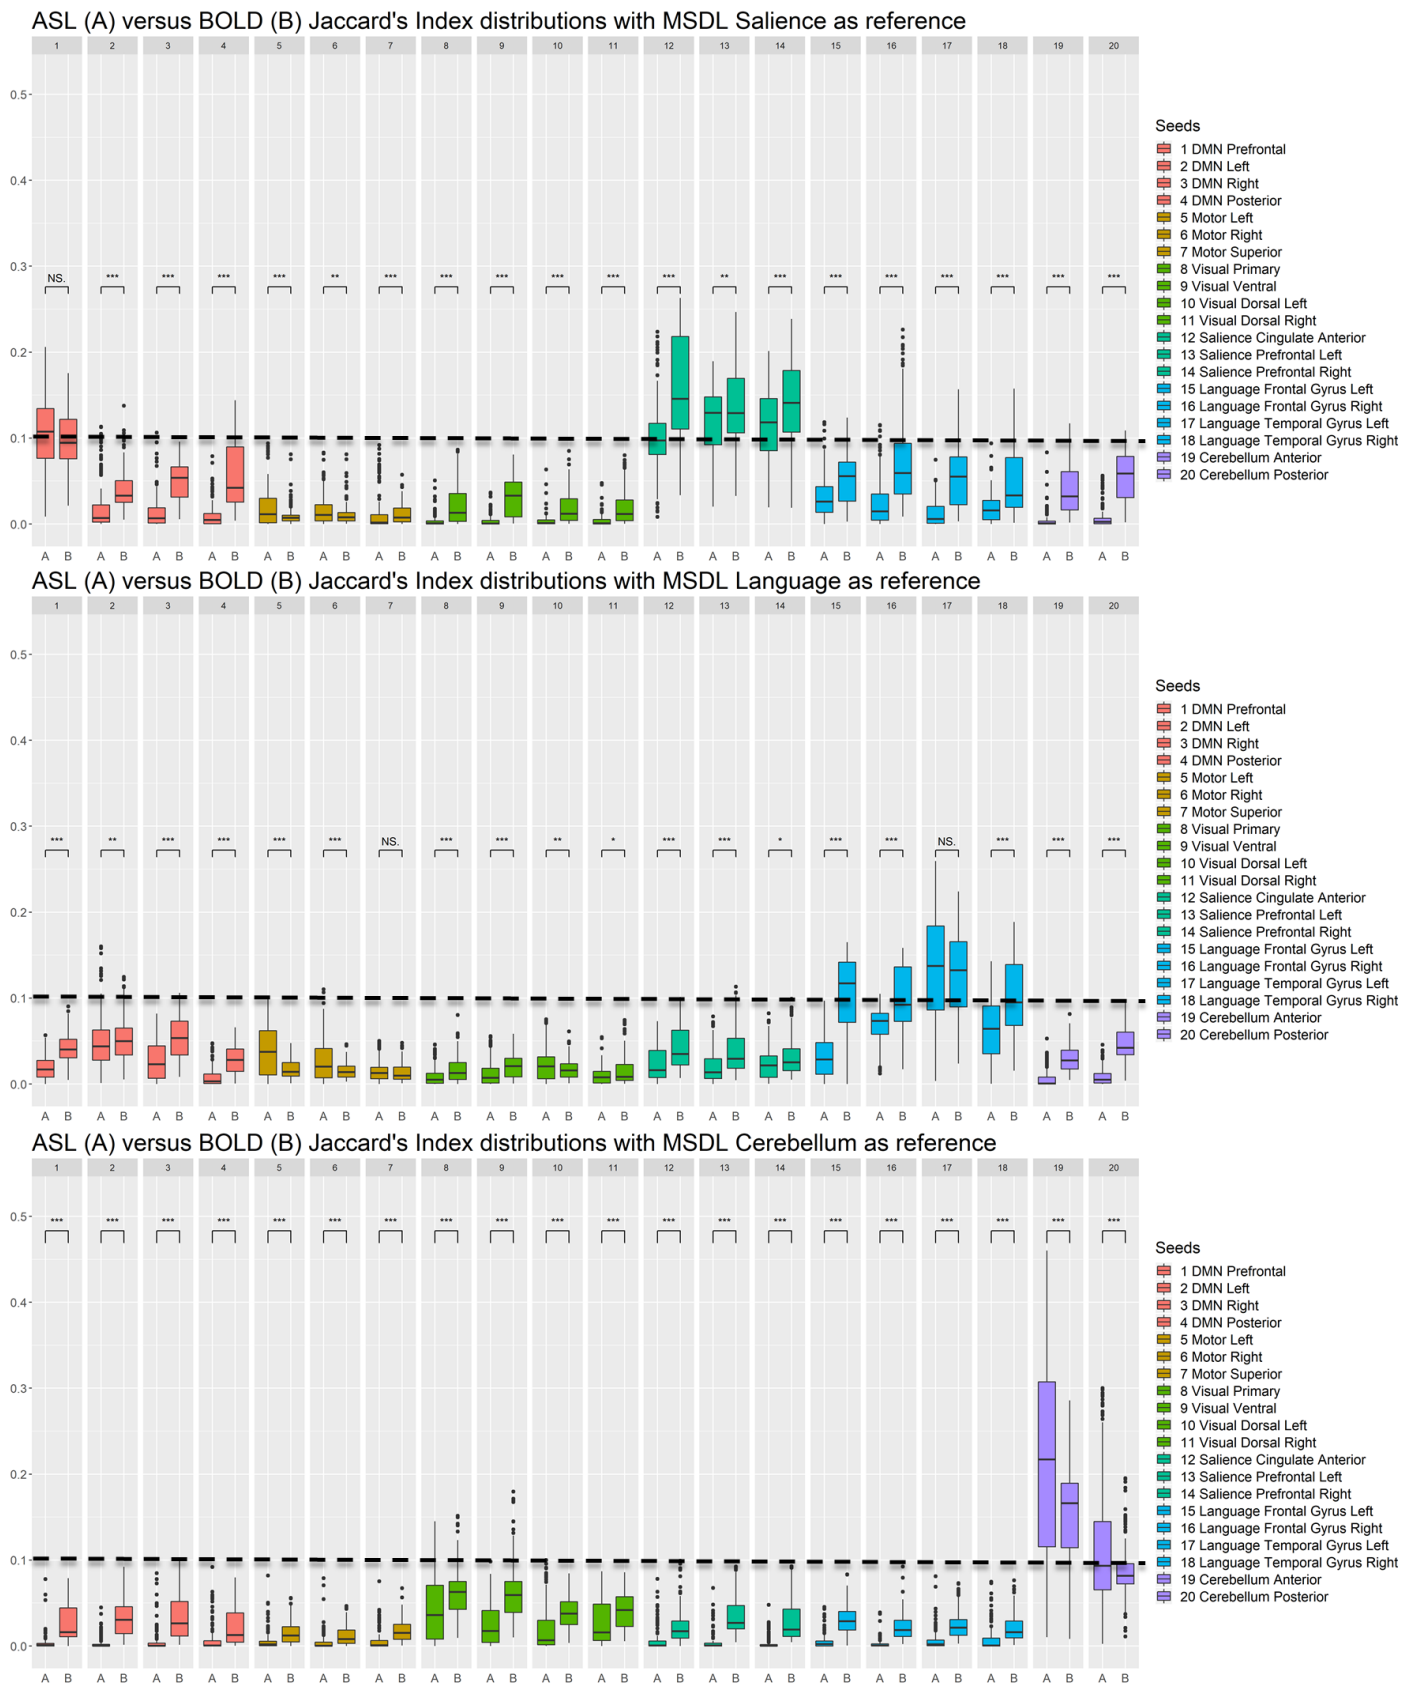 ASL (A) versus BOLD (B) Jaccard's Index distributions with MSDL Salience as reference
1 2 3 4 5 6 7 8 9 10 11 12 13 14 15 16 17 18 19 20
0.5
0.4
0.3
NS. *** *** *** *** ** *** *** *** *** *** *** ** *** *** *** *** *** *** ***
0.2
0.1
0.0
A B A B A B A B A B A B A B A B A B A B A B A B A B A B A B A B A B A B A B A B
Seeds
1 DMN Prefrontal
2 DMN Left
3 DMN Right
4 DMN Posterior
5 Motor Left
6 Motor Right
7 Motor Superior
8 Visual Primary
9 Visual Ventral
10 Visual Dorsal Left
11 Visual Dorsal Right
12 Salience Cingulate Anterior
13 Salience Prefrontal Left
14 Salience Prefrontal Right
15 Language Frontal Gyrus Left
16 Language Frontal Gyrus Right
17 Language Temporal Gyrus Left
18 Language Temporal Gyrus Right
19 Cerebellum Anterior
20 Cerebellum Posterior
ASL (A) versus BOLD (B) Jaccard's Index distributions with MSDL Language as reference
1 2 3 4 5 6 7 8 9 10 11 12 13 14 15 16 17 18 19 20
0.5
0.4
0.3
*** ** *** *** *** *** NS. *** *** ** * *** *** * *** *** NS. *** *** ***
0.2
0.1
0.0
A B A B A B A B A B A B A B A B A B A B A B A B A B A B A B A B A B A B A B A B
Seeds
1 DMN Prefrontal
2 DMN Left
3 DMN Right
4 DMN Posterior
5 Motor Left
6 Motor Right
7 Motor Superior
8 Visual Primary
9 Visual Ventral
10 Visual Dorsal Left
11 Visual Dorsal Right
12 Salience Cingulate Anterior
13 Salience Prefrontal Left
14 Salience Prefrontal Right
15 Language Frontal Gyrus Left
16 Language Frontal Gyrus Right
17 Language Temporal Gyrus Left
18 Language Temporal Gyrus Right
19 Cerebellum Anterior
20 Cerebellum Posterior
ASL (A) versus BOLD (B) Jaccard's Index distributions with MSDL Cerebellum as reference
1 2 3 4 5 6 7 8 9 10 11 12 13 14 15 16 17 18 19 20
0.5
*** *** *** *** *** *** *** *** *** *** *** *** *** *** *** *** *** *** *** ***
0.4
0.3
0.2
0.1
0.0
A B A B A B A B A B A B A B A B A B A B A B A B A B A B A B A B A B A B A B A B
Seeds
1 DMN Prefrontal
2 DMN Left
3 DMN Right
4 DMN Posterior
5 Motor Left
6 Motor Right
7 Motor Superior
8 Visual Primary
9 Visual Ventral
10 Visual Dorsal Left
11 Visual Dorsal Right
12 Salience Cingulate Anterior
13 Salience Prefrontal Left
14 Salience Prefrontal Right
15 Language Frontal Gyrus Left
16 Language Frontal Gyrus Right
17 Language Temporal Gyrus Left
18 Language Temporal Gyrus Right
19 Cerebellum Anterior
20 Cerebellum Posterior